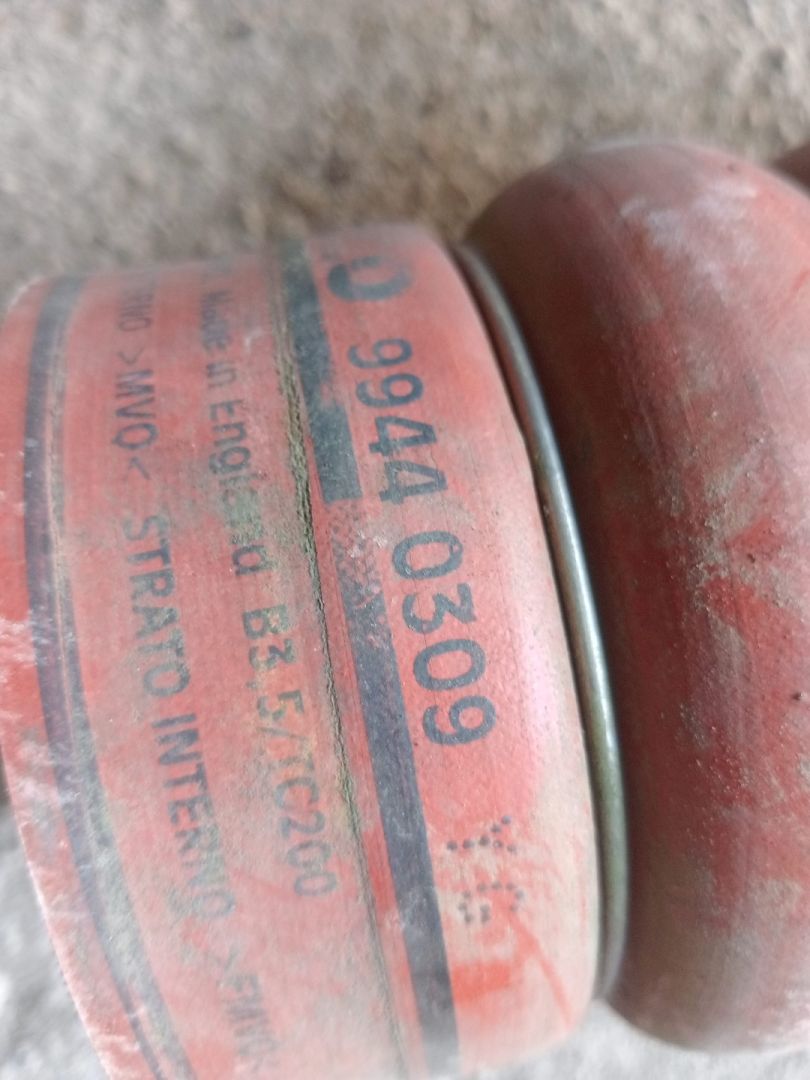 9944 0309
Made in England B3.5/TC200
>MVQ< STRATO INTERNO